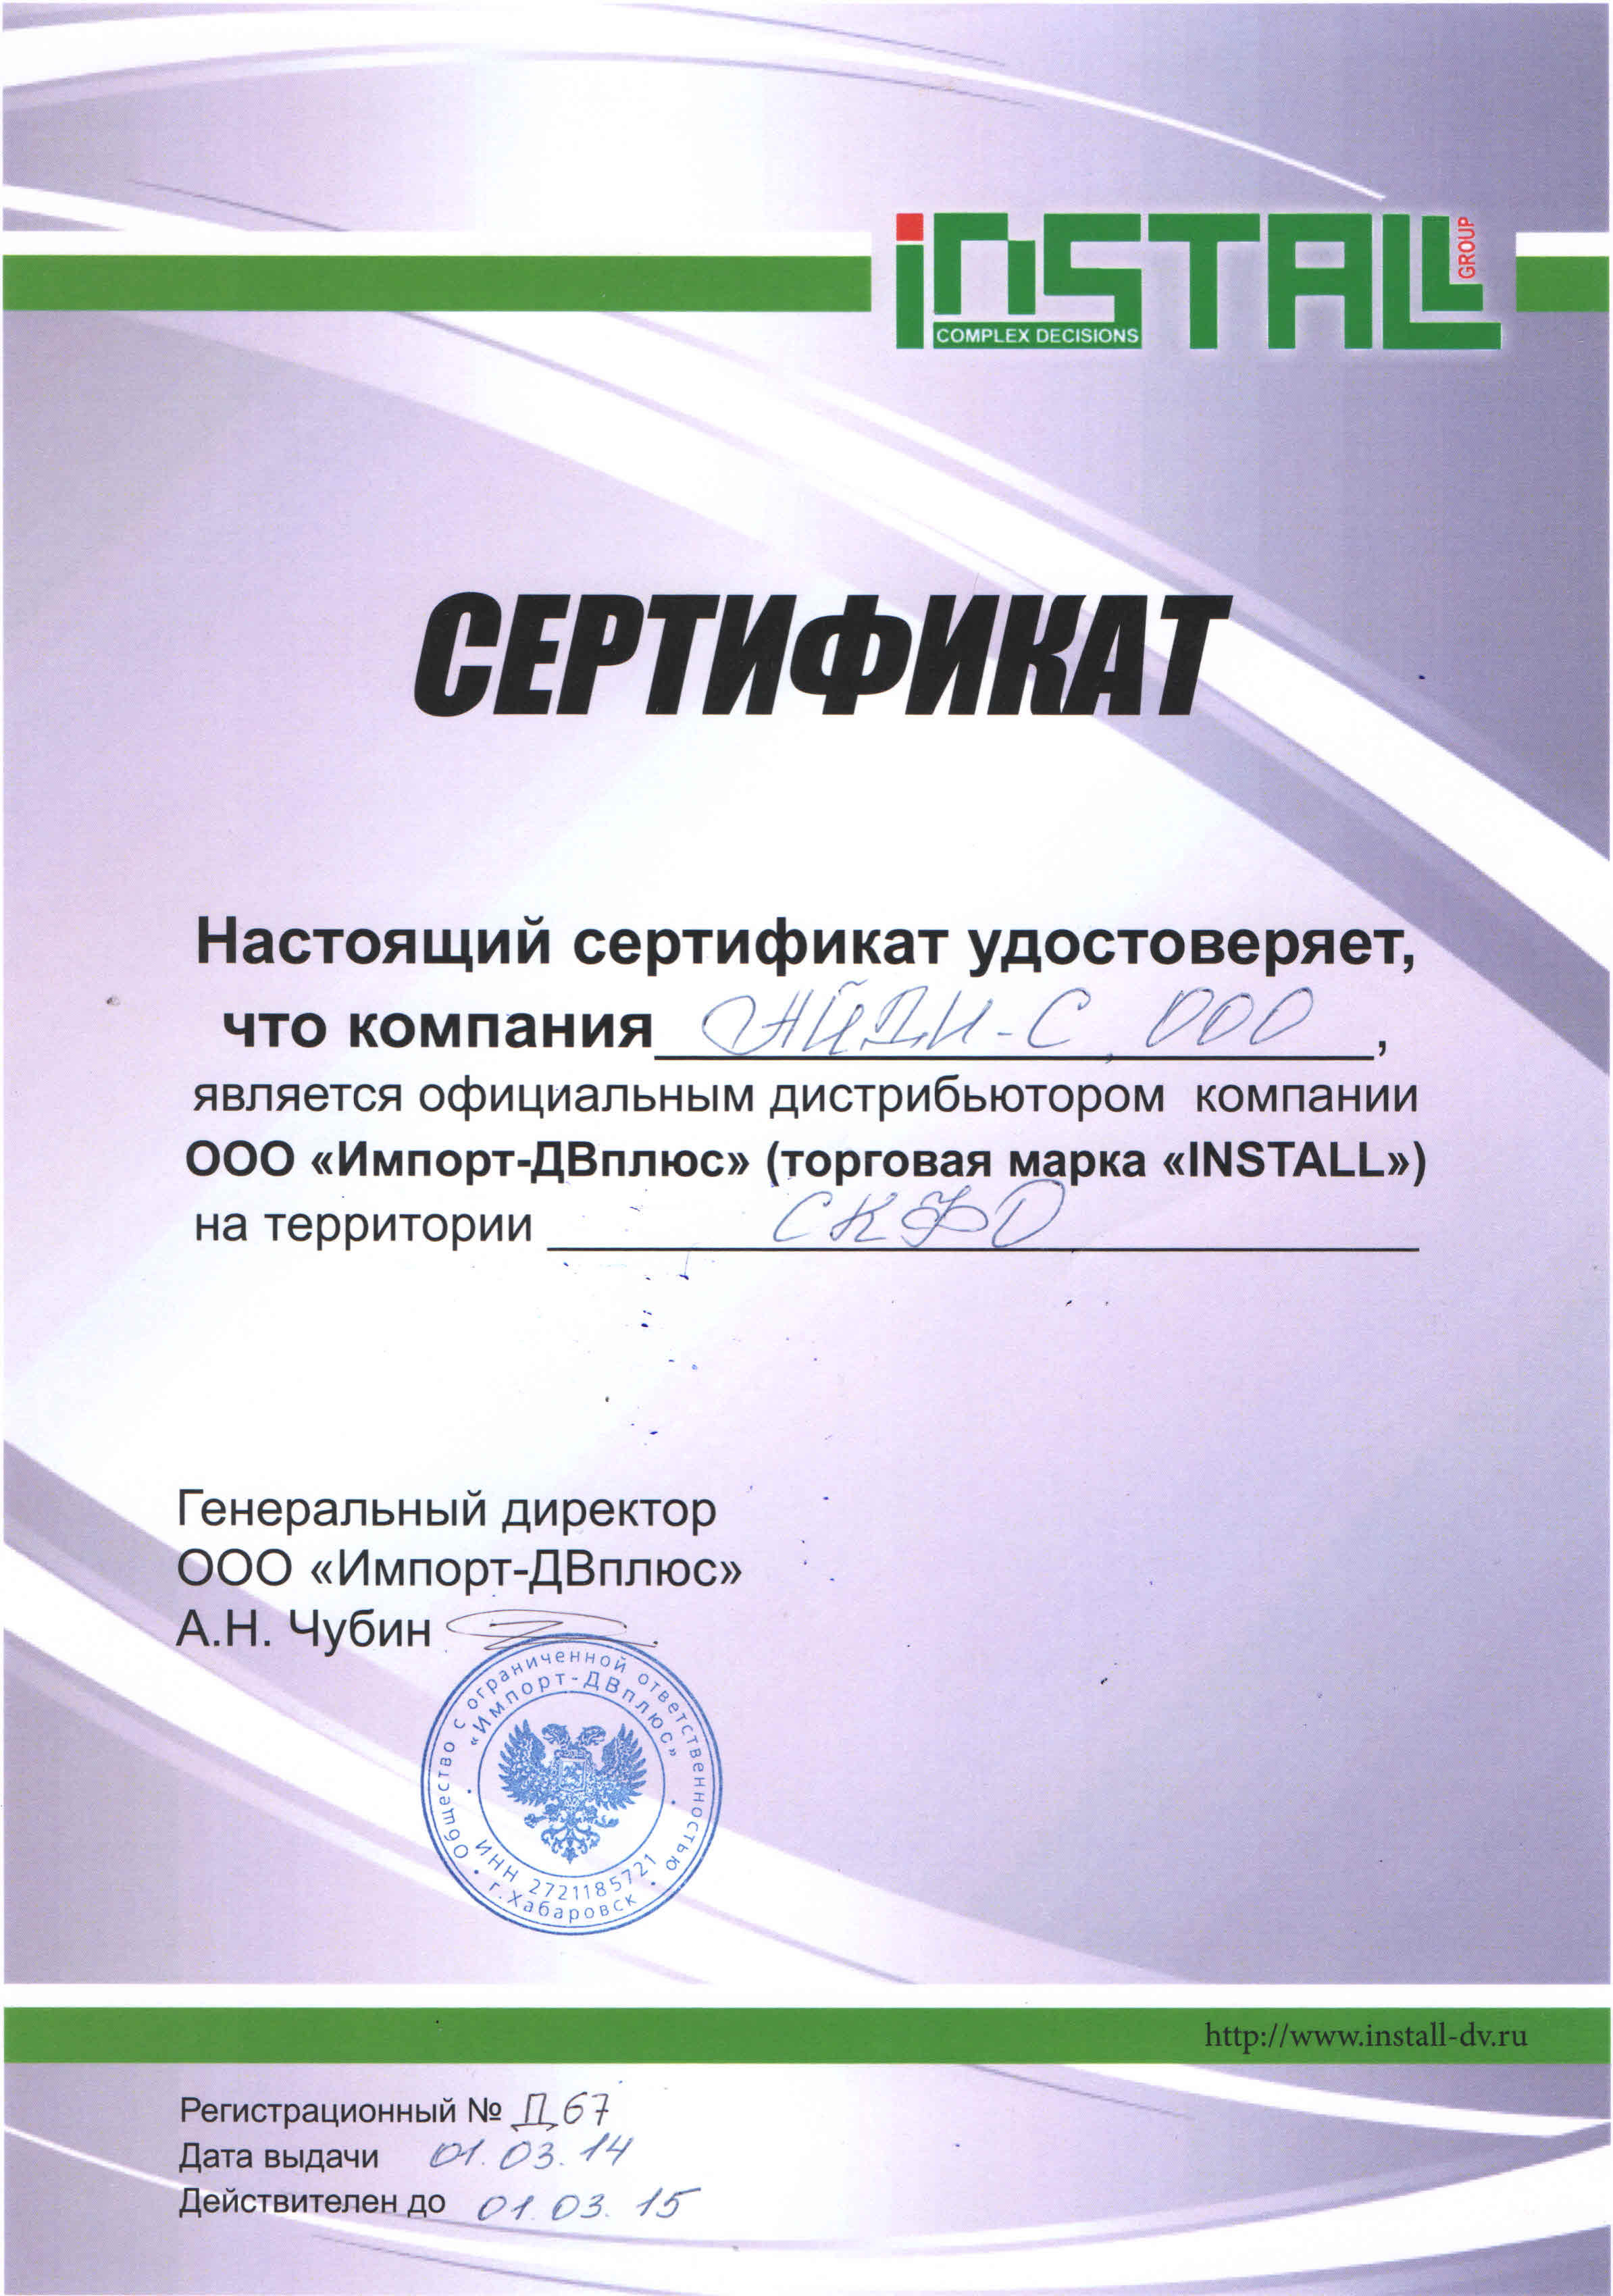 INSTALL GROUP
COMPLEX DECISIONS
СЕРТИФИКАТ
Настоящий сертификат удостоверяет,
что компания АЙДИ-С, ООО,
является официальным дистрибьютором компании
ООО «Импорт-ДВплюс» (торговая марка «INSTALL»)
на территории СКФО
Генеральный директор
ООО «Импорт-ДВплюс»
А.Н. Чубин
Общество с ограниченной ответственностью
«Импорт-ДВплюс»
ИНН 2721185721
г. Хабаровск
http://www.install-dv.ru
Регистрационный № Д67
Дата выдачи 01.03.14
Действителен до 01.03.15